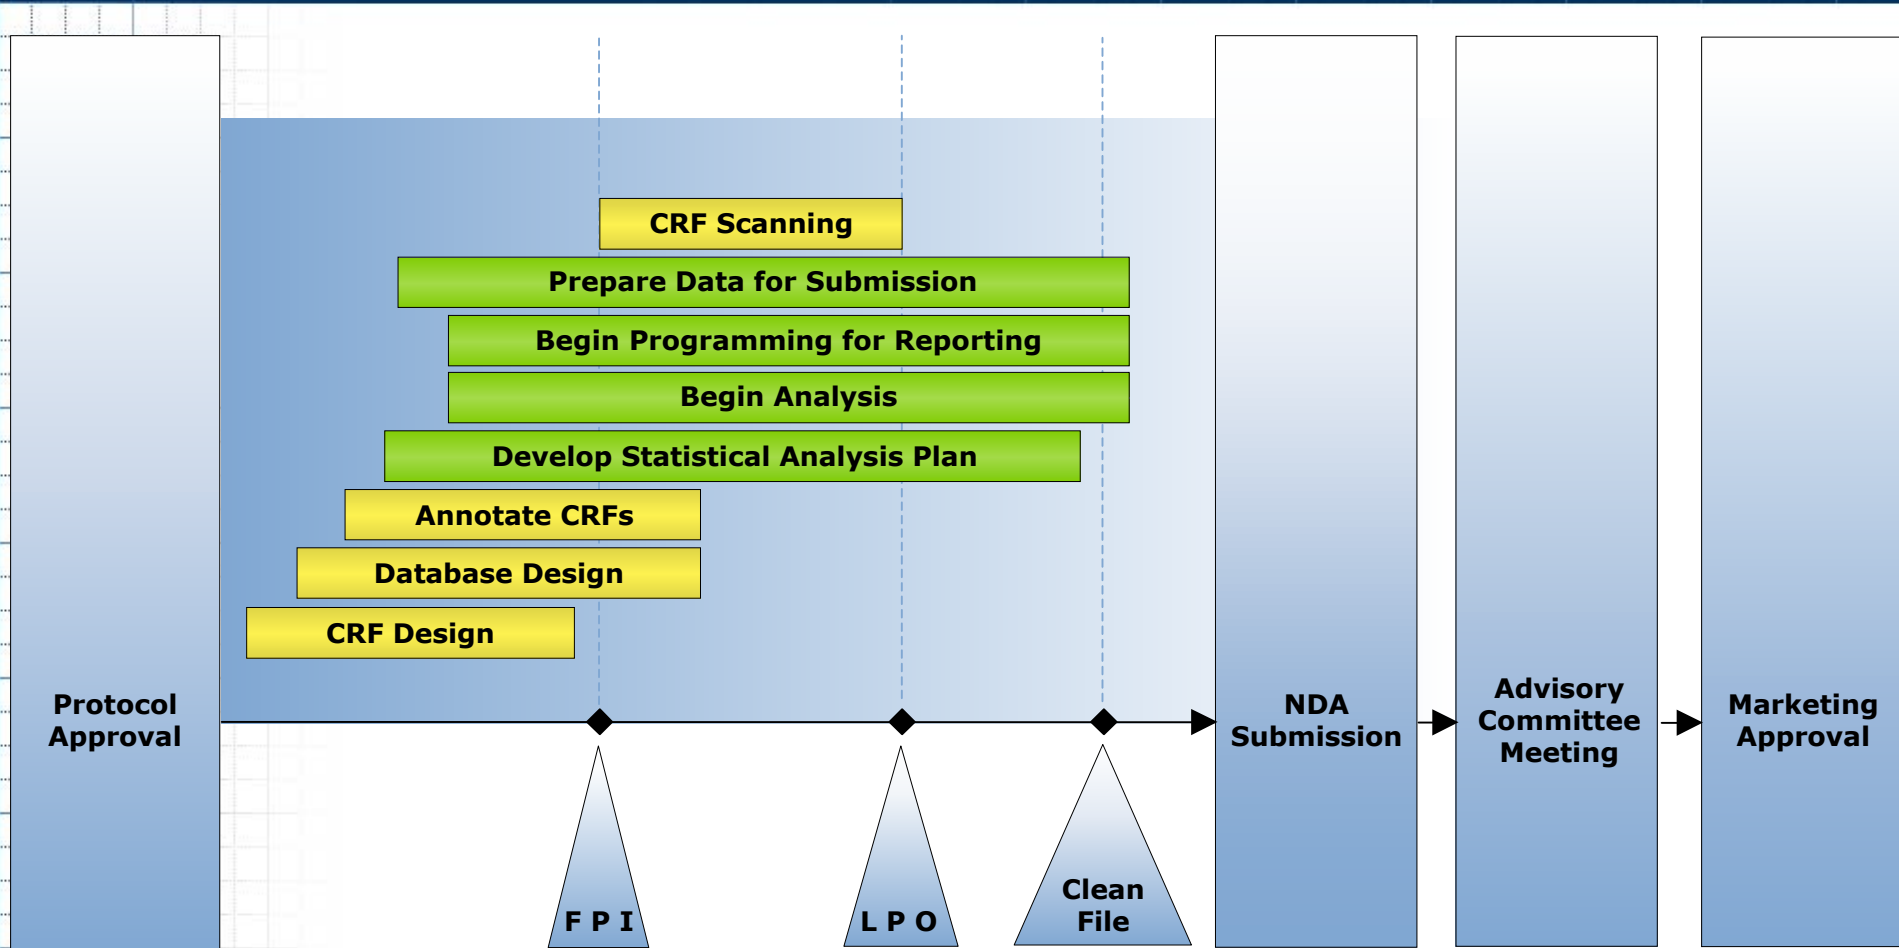 CRF Scanning
Prepare Data for Submission
Begin Programming for Reporting
Begin Analysis
Develop Statistical Analysis Plan
Annotate CRFs
Database Design
CRF Design
Protocol
Approval
NDA
Submission
Advisory
Committee
Meeting
Marketing
Approval
F P I
L P O
Clean
File